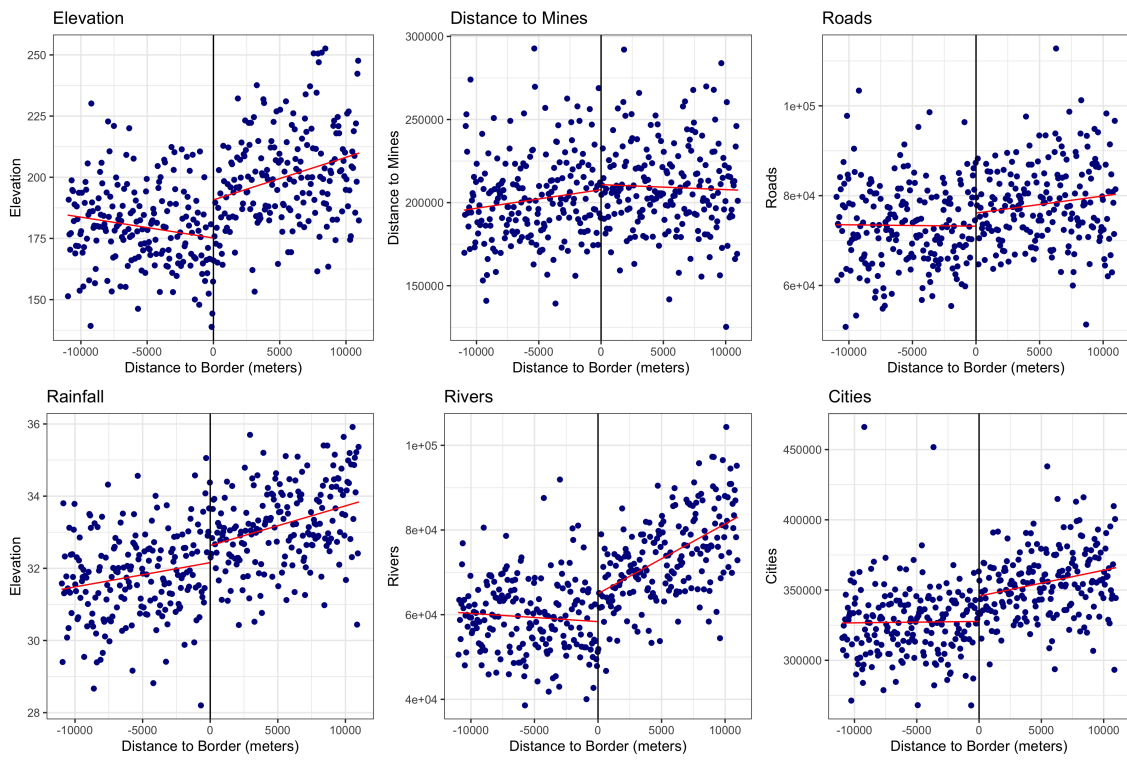 Elevation
Elevation
250
225
200
175
150
-10000 -5000 0 5000 10000
Distance to Border (meters)
Distance to Mines
Distance to Mines
300000
250000
200000
150000
-10000 -5000 0 5000 10000
Distance to Border (meters)
Roads
Roads
1e+05
8e+04
6e+04
-10000 -5000 0 5000 10000
Distance to Border (meters)
Rainfall
Elevation
36
34
32
30
28
-10000 -5000 0 5000 10000
Distance to Border (meters)
Rivers
Rivers
1e+05
8e+04
6e+04
4e+04
-10000 -5000 0 5000 10000
Distance to Border (meters)
Cities
Cities
450000
400000
350000
300000
-10000 -5000 0 5000 10000
Distance to Border (meters)